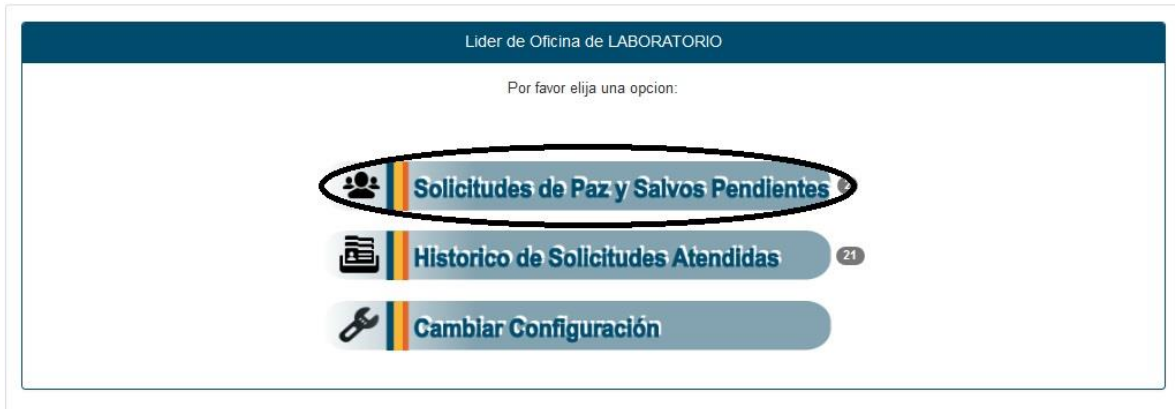 Lider de Oficina de LABORATORIO
Por favor elija una opcion:
Solicitudes de Paz y Salvos Pendientes
Historico de Solicitudes Atendidas 21
Cambiar Configuración